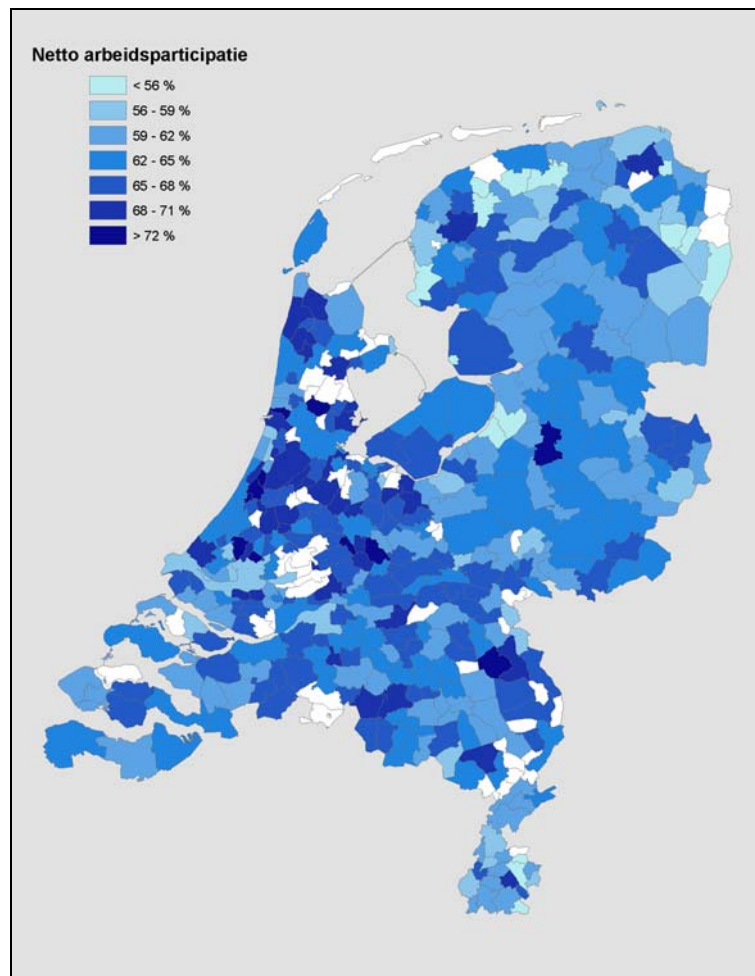 Netto arbeidsparticipatie
< 56 %
56 - 59 %
59 - 62 %
62 - 65 %
65 - 68 %
68 - 71 %
> 72 %